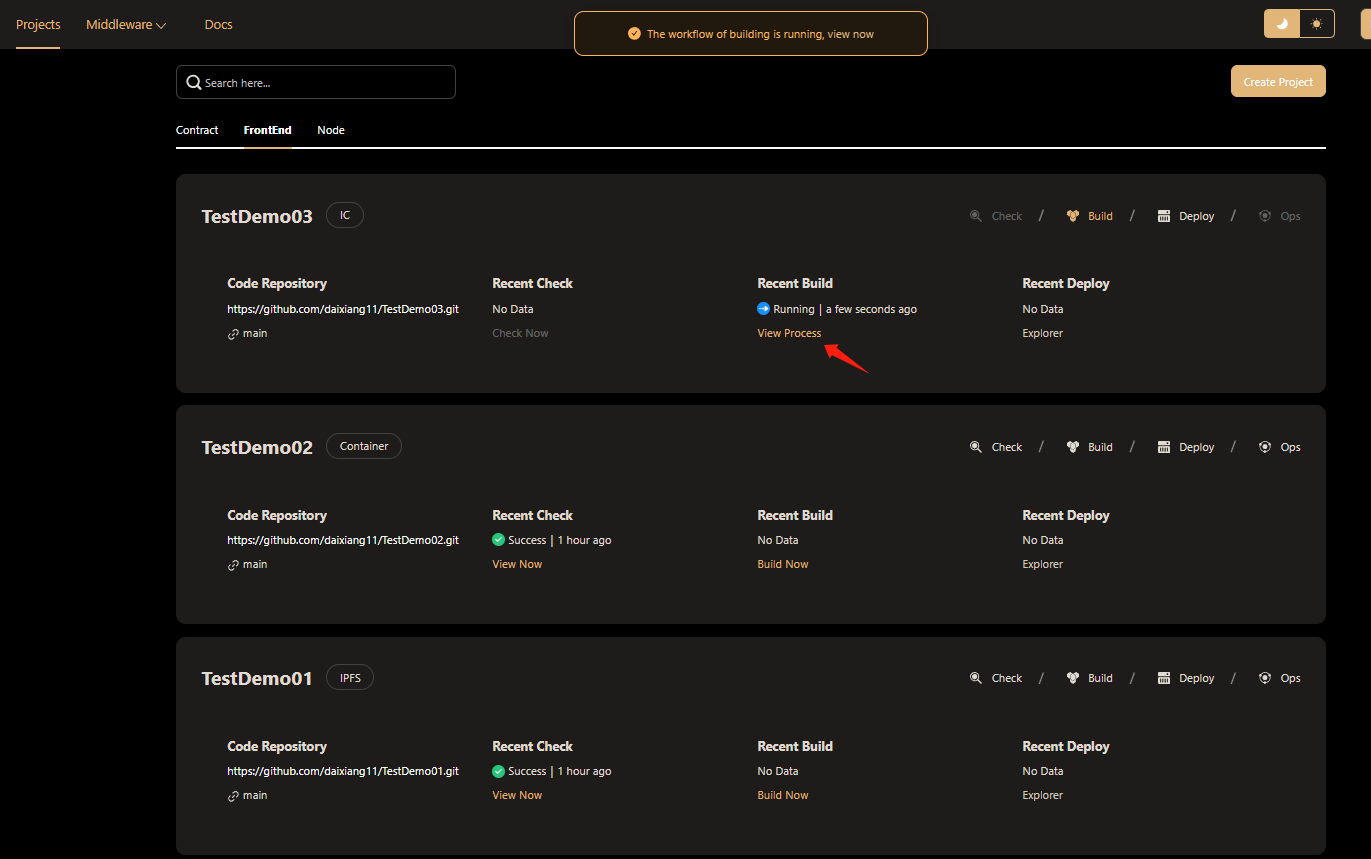 Projects Middleware Docs
The workflow of building is running, view now
Search here...
Create Project
Contract FrontEnd Node
TestDemo03 IC Check / Build / Deploy / Ops
Code Repository Recent Check Recent Build Recent Deploy
https://github.com/daixiang11/TestDemo03.git No Data Running | a few seconds ago No Data
main Check Now View Process Explorer
TestDemo02 Container Check / Build / Deploy / Ops
Code Repository Recent Check Recent Build Recent Deploy
https://github.com/daixiang11/TestDemo02.git Success | 1 hour ago No Data No Data
main View Now Build Now Explorer
TestDemo01 IPFS Check / Build / Deploy / Ops
Code Repository Recent Check Recent Build Recent Deploy
https://github.com/daixiang11/TestDemo01.git Success | 1 hour ago No Data No Data
main View Now Build Now Explorer